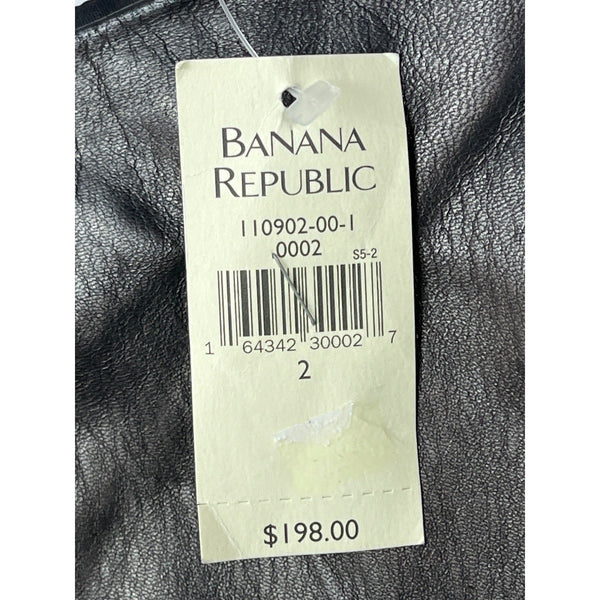 BANANA
REPUBLIC
110902-00-1
0002
S5-2
1 64342 30002 7
2
$198.00